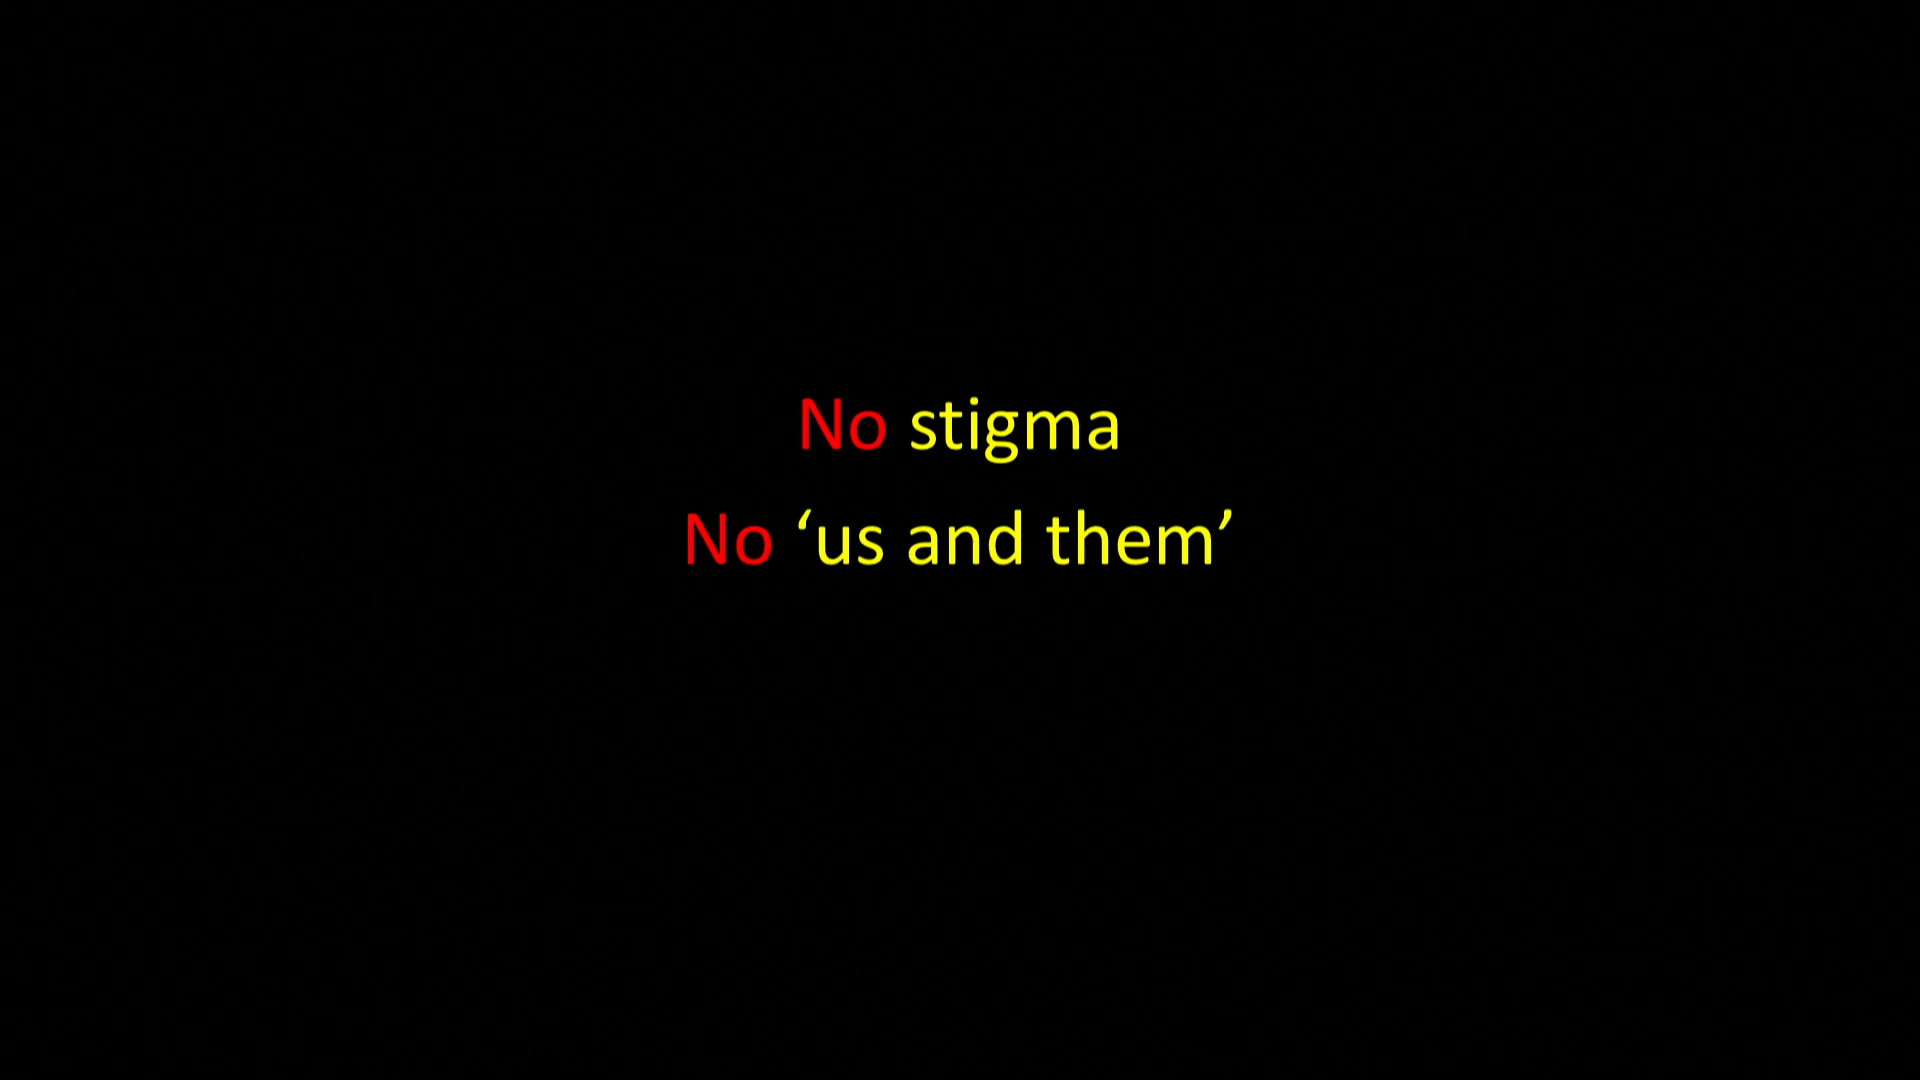 No stigma
No ‘us and them’